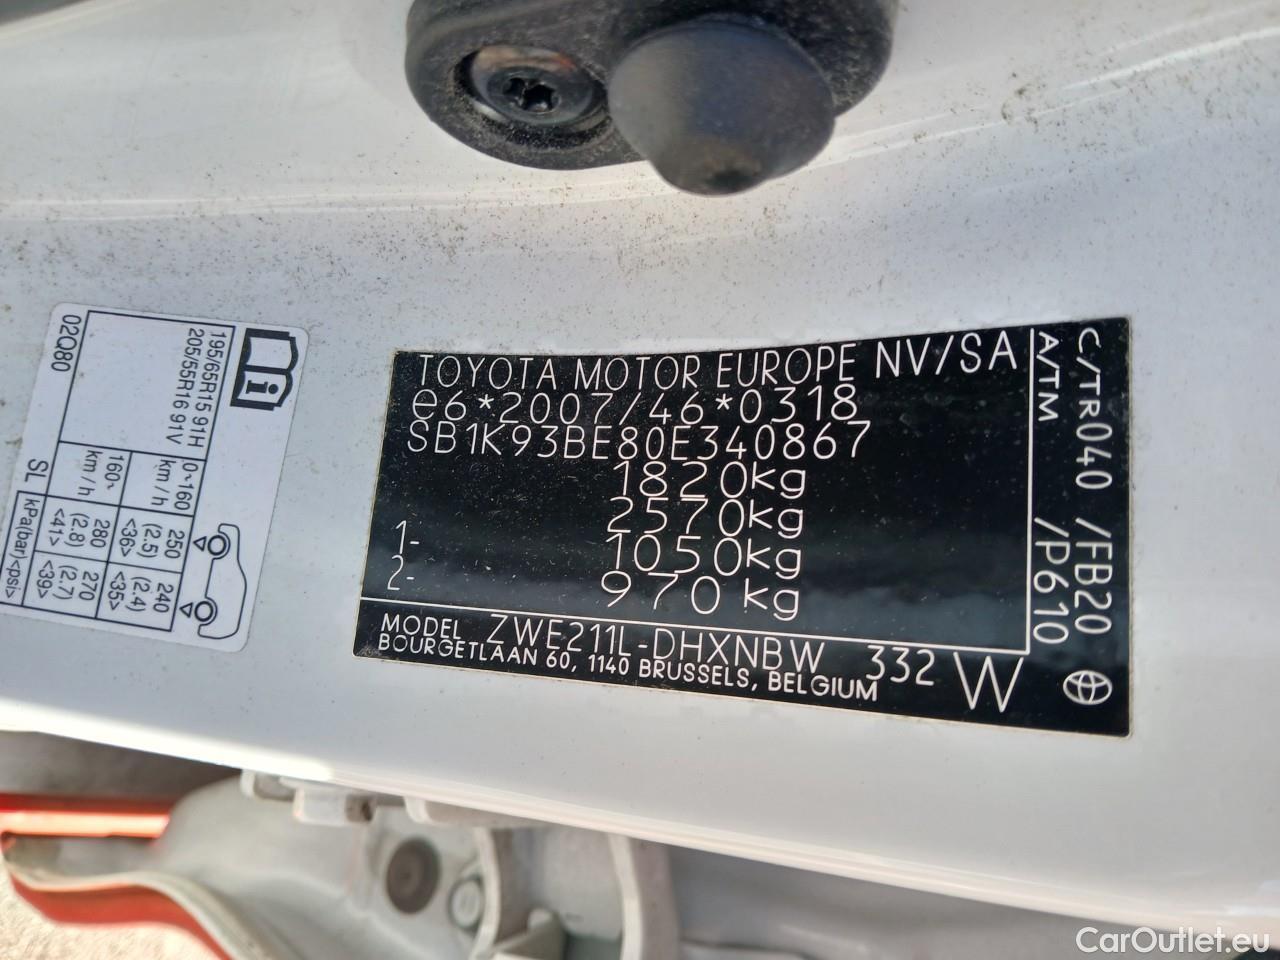 02Q80
195/65R15 91H
205/55R16 91V
SL
0~160 km/h
250 (2.5) <36>
240 (2.4) <35>
160~ km/h
280 (2.8) <41>
270 (2.7) <39>
kPa(bar)<psi>
TOYOTA MOTOR EUROPE NV/SA
e6*2007/46*0318
SB1K93BE80E340867
1820kg
2570kg
1- 1050kg
2- 970kg
MODEL ZWE211L-DHXNBW 332 W
BOURGETLAAN 60, 1140 BRUSSELS, BELGIUM
C/TR040 /FB20
A/TM /P610
CarOutlet.eu